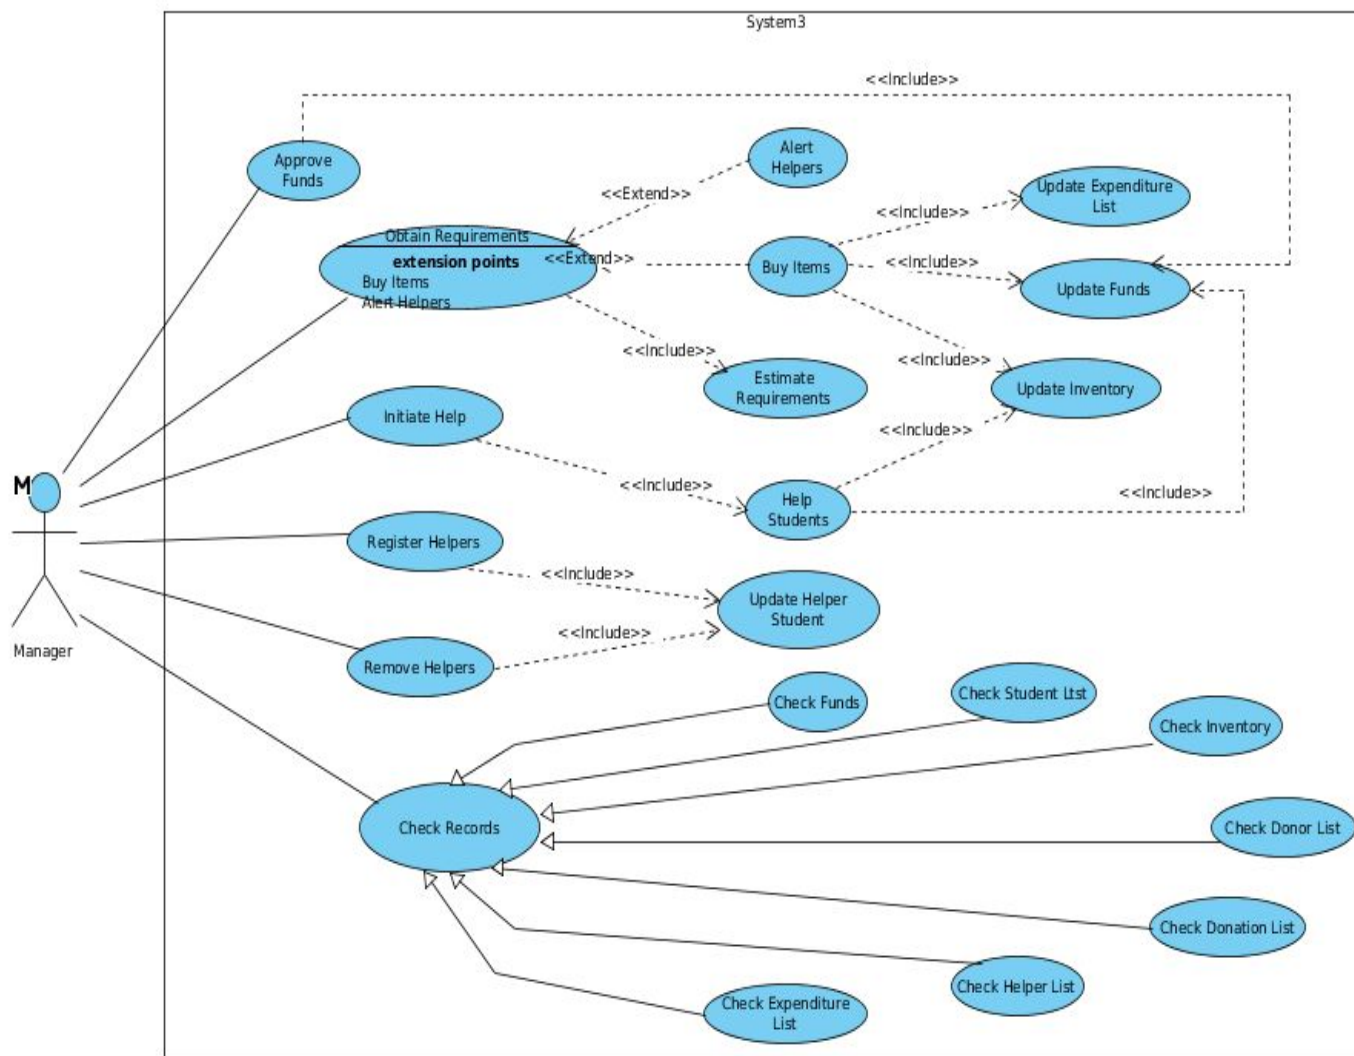 System3
<<Include>>
Approve
Funds
Alert
Helpers
<<Extend>>
Update Expenditure
List
<<Include>>
Obtain Requirements
extension points
Buy Items
Alert Helpers
<<Extend>>
Buy Items
<<Include>>
Update Funds
<<Include>>
<<Include>>
Estimate
Requirements
Update Inventory
Initiate Help
<<Include>>
<<Include>>
Help
Students
<<Include>>
M
Register Helpers
<<Include>>
Update Helper
Student
<<Include>>
Manager
Remove Helpers
Check Funds
Check Student Ltst
Check Inventory
Check Records
Check Donor List
Check Donation List
Check Helper List
Check Expenditure
List